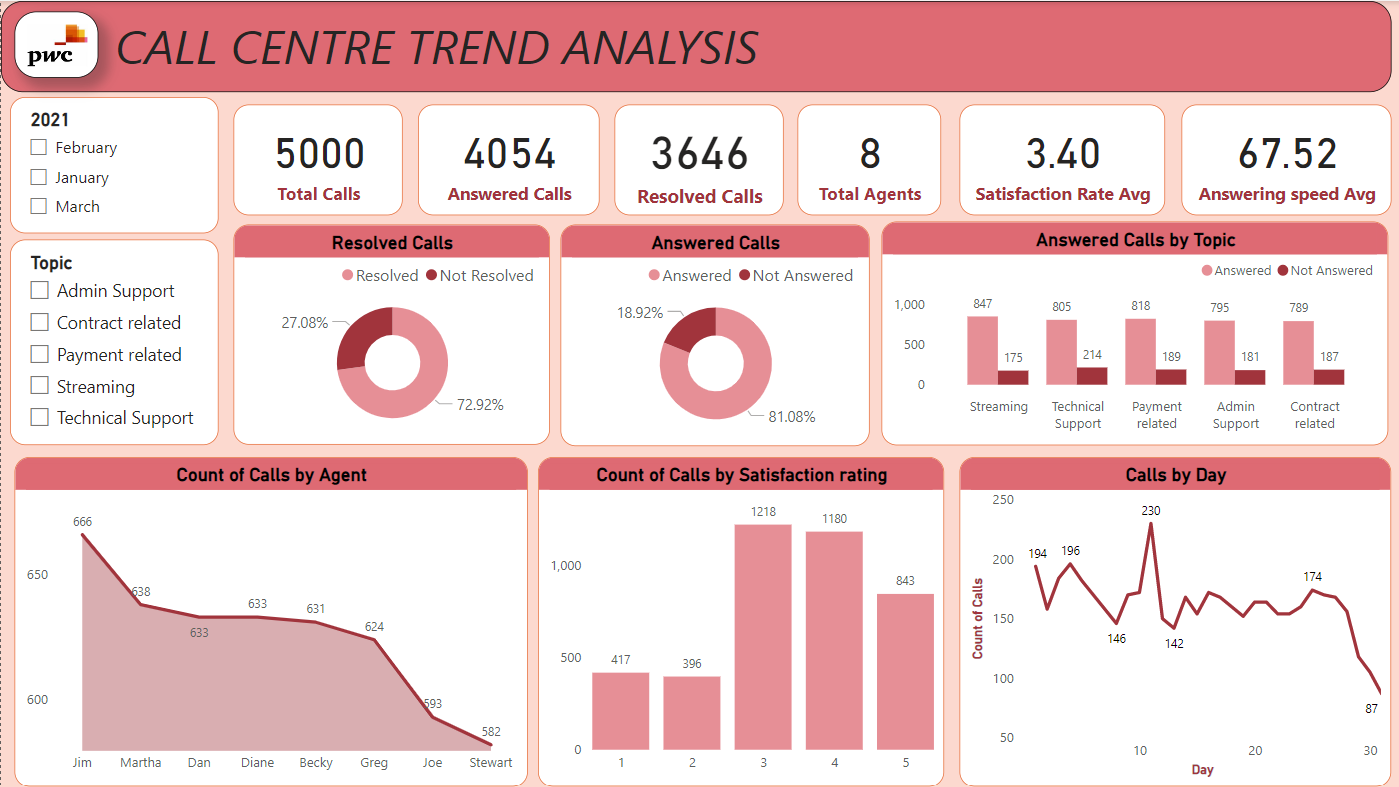 pwc
CALL CENTRE TREND ANALYSIS
2021
February
January
March
5000
Total Calls
4054
Answered Calls
3646
Resolved Calls
8
Total Agents
3.40
Satisfaction Rate Avg
67.52
Answering speed Avg
Topic
Admin Support
Contract related
Payment related
Streaming
Technical Support
Resolved Calls
Resolved Not Resolved
27.08%
72.92%
Answered Calls
Answered Not Answered
18.92%
81.08%
Answered Calls by Topic
Answered Not Answered
1,000
500
0
847 175 805 214 818 189 795 181 789 187
Streaming
Technical
Support
Payment
related
Admin
Support
Contract
related
Count of Calls by Agent
650
600
666 638 633 633 631 624 593 582
Jim Martha Dan Diane Becky Greg Joe Stewart
Count of Calls by Satisfaction rating
1,000
500
0
417 396 1218 1180 843
1 2 3 4 5
Calls by Day
Count of Calls
250
200
150
100
50
194 196 146 230 142 174 87
10 20 30
Day